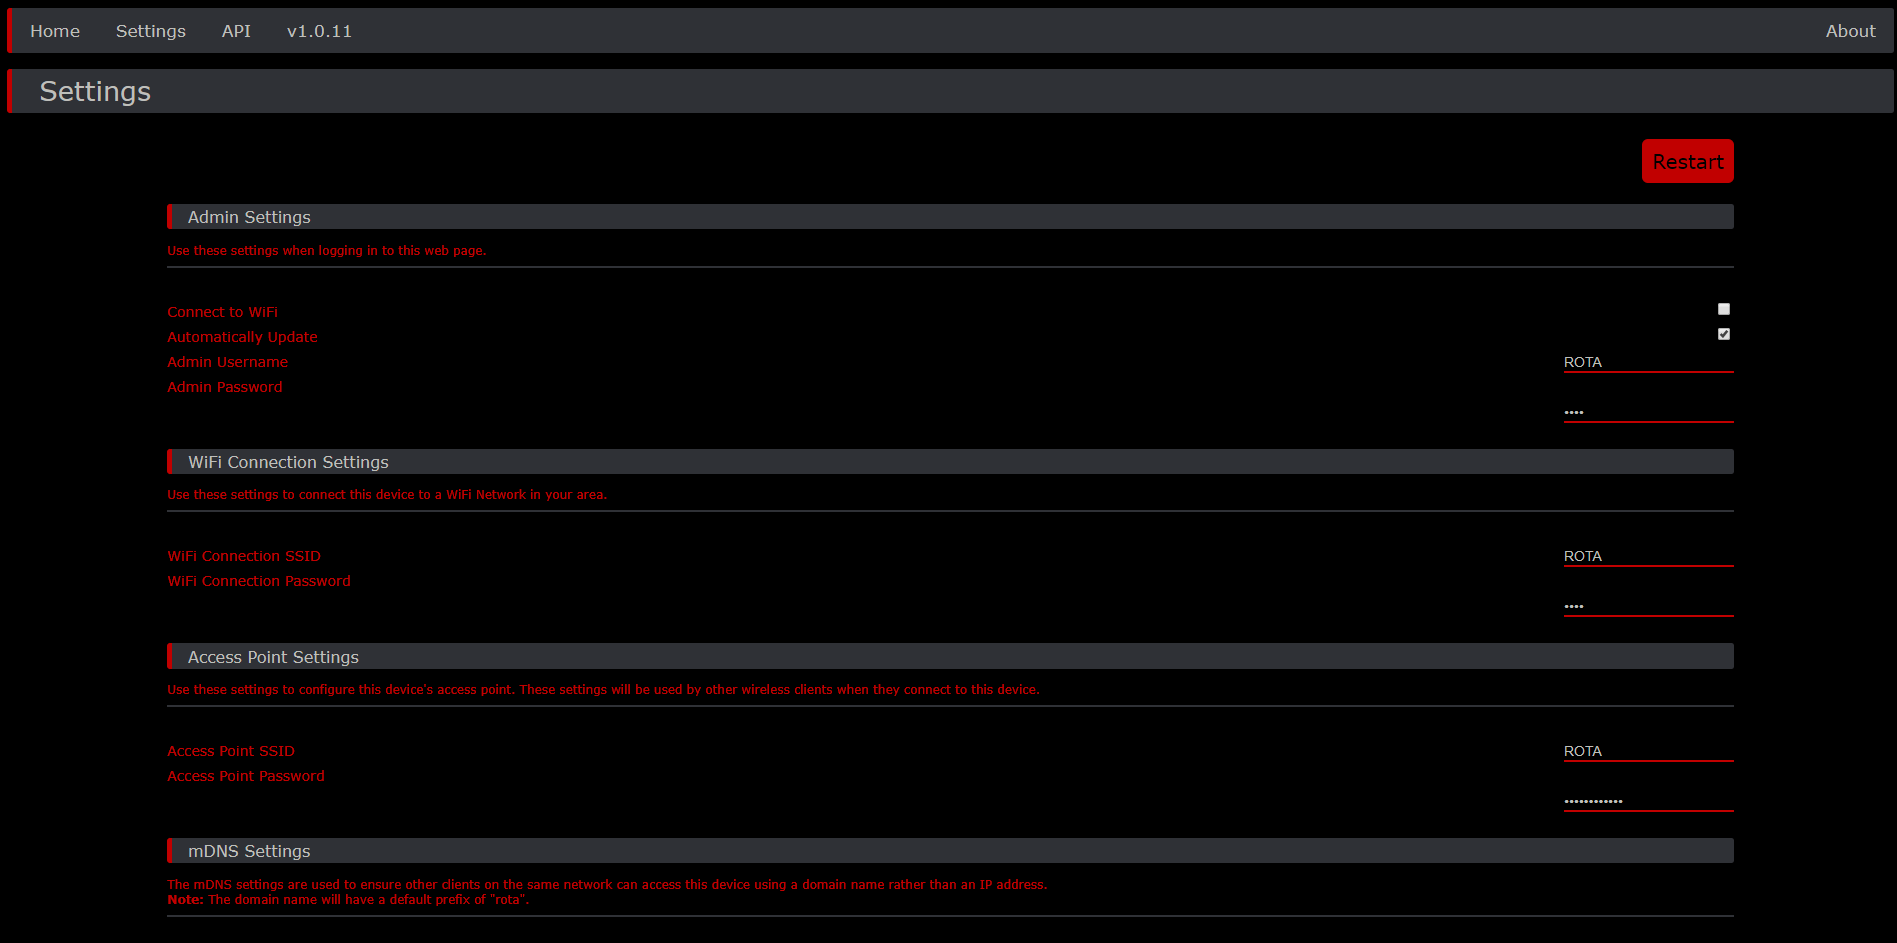 Home Settings API v1.0.11 About
Settings
Restart
Admin Settings
Use these settings when logging in to this web page.
Connect to WiFi
Automatically Update
Admin Username ROTA
Admin Password
••••
WiFi Connection Settings
Use these settings to connect this device to a WiFi Network in your area.
WiFi Connection SSID ROTA
WiFi Connection Password
••••
Access Point Settings
Use these settings to configure this device's access point. These settings will be used by other wireless clients when they connect to this device.
Access Point SSID ROTA
Access Point Password
••••••••••••
mDNS Settings
The mDNS settings are used to ensure other clients on the same network can access this device using a domain name rather than an IP address.
Note: The domain name will have a default prefix of "rota".